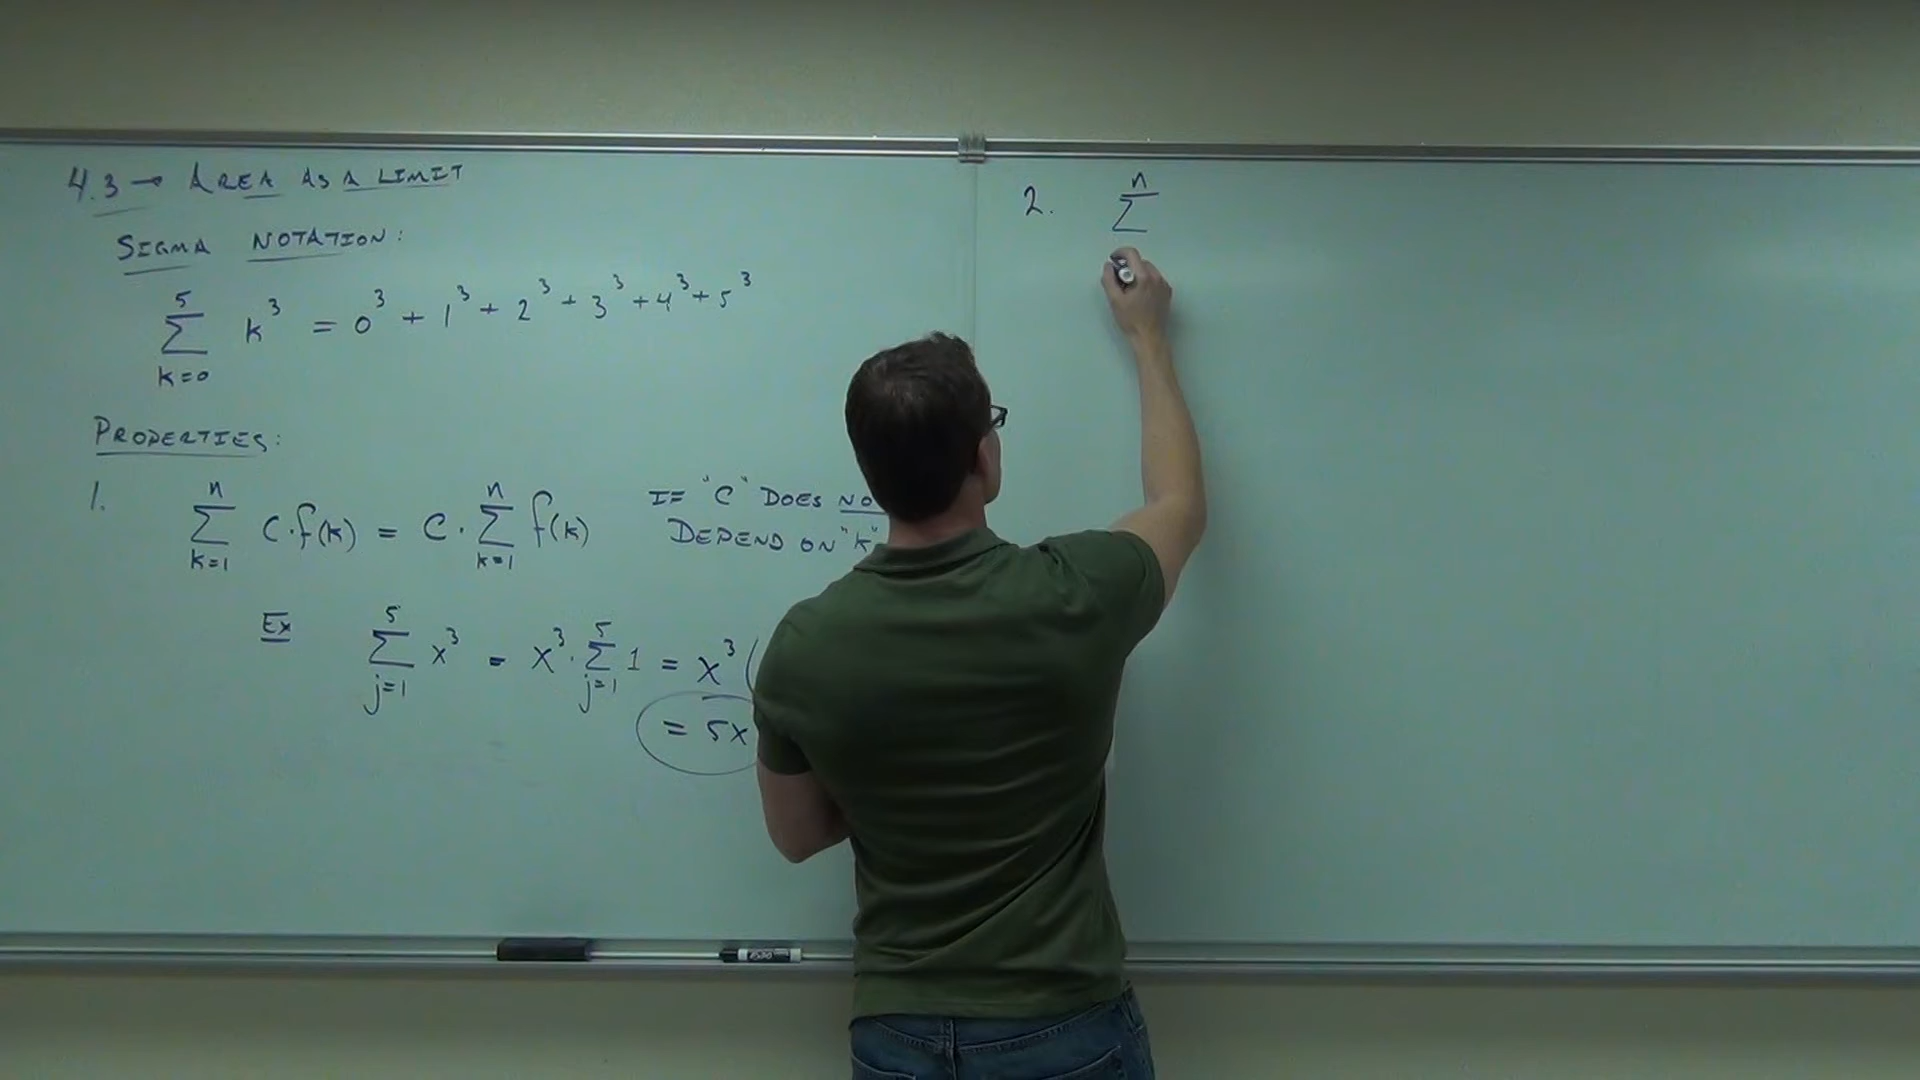 4.3 → AREA AS A LIMIT
SIGMA NOTATION:
5
∑ k³ = 0³ + 1³ + 2³ + 3³ + 4³ + 5³
k=0
PROPERTIES:
1.
n n
∑ C·f(k) = C · ∑ f(k)
k=1 k=1
IF "C" DOES
DEPEND ON "K"
Ex
5 5
∑ x³ = x³ · ∑ 1 = x³ (
j=1 j=1
= 5x
2.
n
∑
EXPO